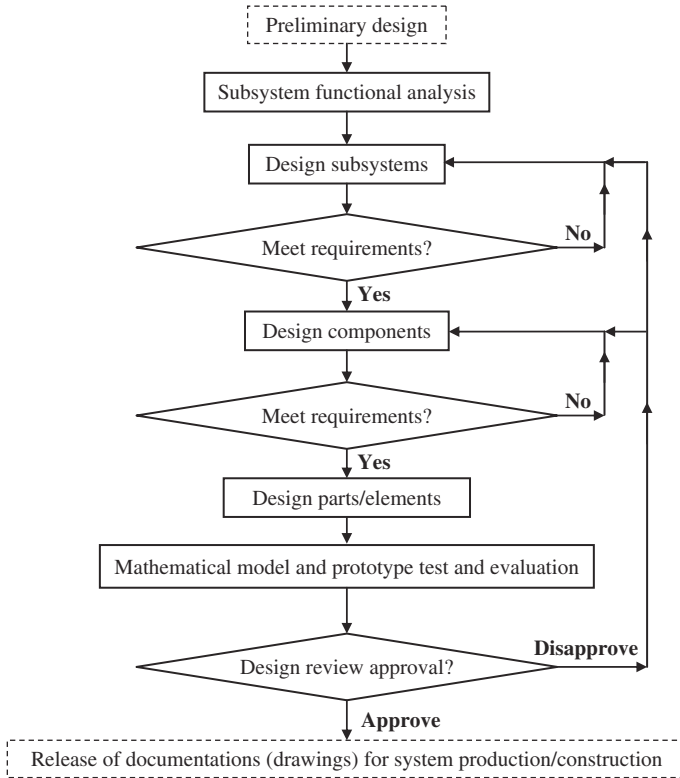 Preliminary design
Subsystem functional analysis
Design subsystems
Meet requirements?
No
Yes
Design components
Meet requirements?
No
Yes
Design parts/elements
Mathematical model and prototype test and evaluation
Disapprove
Design review approval?
Approve
Release of documentations (drawings) for system production/construction